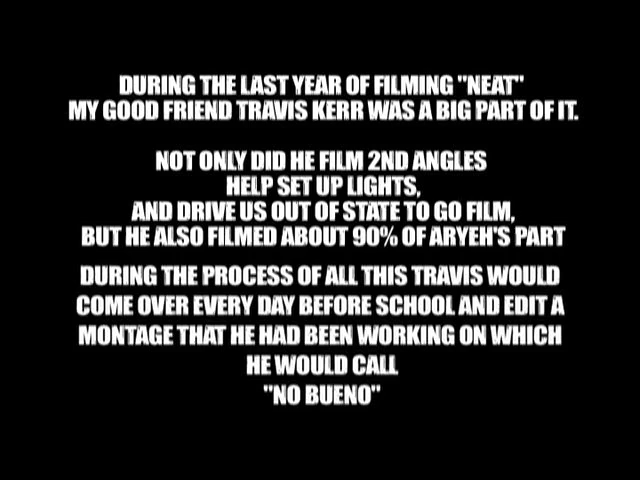 DURING THE LAST YEAR OF FILMING "NEAT"
MY GOOD FRIEND TRAVIS KERR WAS A BIG PART OF IT.
NOT ONLY DID HE FILM 2ND ANGLES
HELP SET UP LIGHTS,
AND DRIVE US OUT OF STATE TO GO FILM,
BUT HE ALSO FILMED ABOUT 90% OF ARYEH'S PART
DURING THE PROCESS OF ALL THIS TRAVIS WOULD
COME OVER EVERY DAY BEFORE SCHOOL AND EDIT A
MONTAGE THAT HE HAD BEEN WORKING ON WHICH
HE WOULD CALL
"NO BUENO"